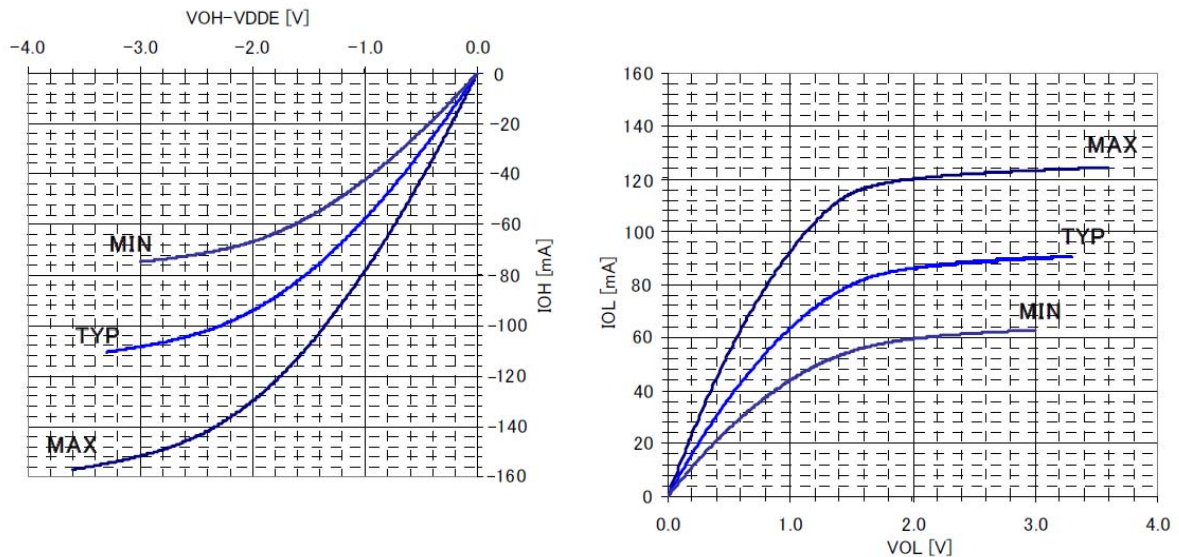 VOH-VDDE [V]
-4.0 -3.0 -2.0 -1.0 0.0
0
-20
-40
-60
-80
-100
-120
-140
-160
IOH [mA]
MIN
TYP
MAX
160
140
120
100
80
60
40
20
0
IOL [mA]
MAX
TYP
MIN
0.0 1.0 2.0 3.0 4.0
VOL [V]